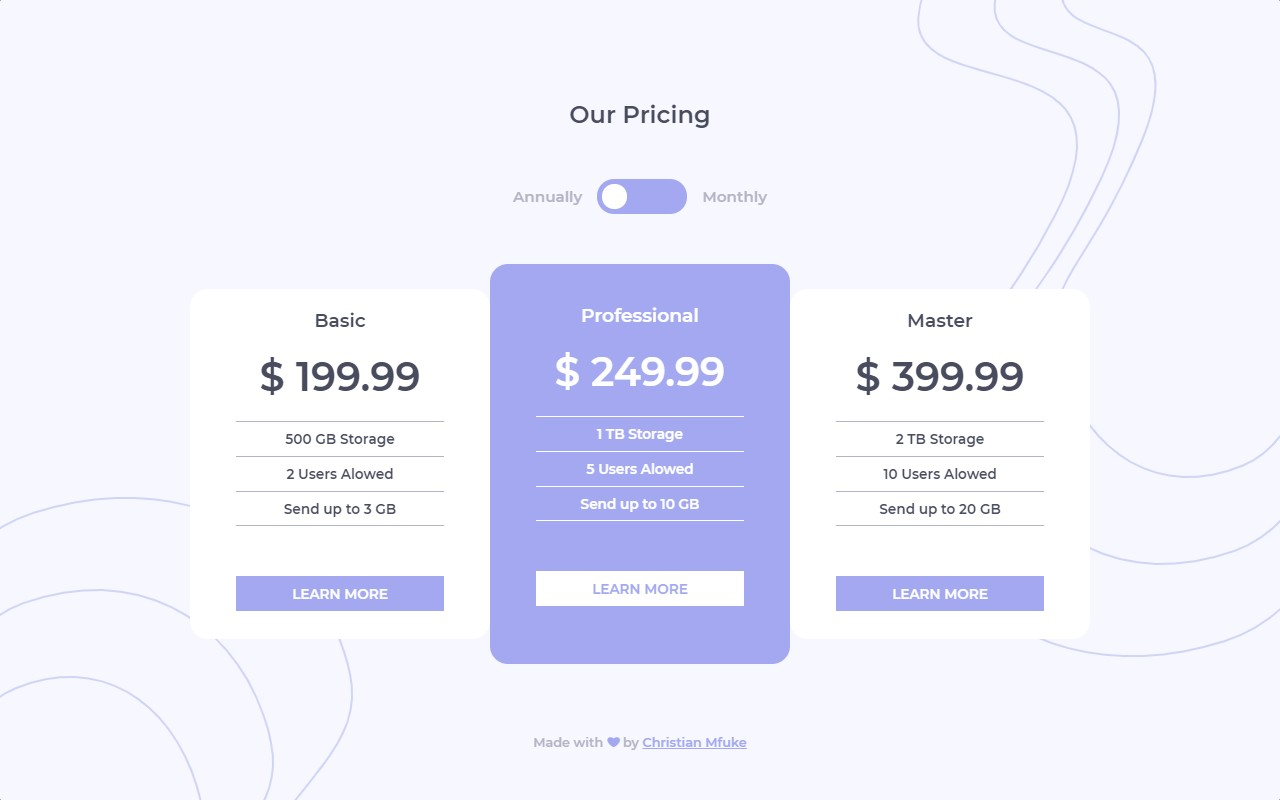 Our Pricing
Annually
Monthly
Basic
$ 199.99
500 GB Storage
2 Users Alowed
Send up to 3 GB
LEARN MORE
Professional
$ 249.99
1 TB Storage
5 Users Alowed
Send up to 10 GB
LEARN MORE
Master
$ 399.99
2 TB Storage
10 Users Alowed
Send up to 20 GB
LEARN MORE
Made with 💜 by Christian Mfuke